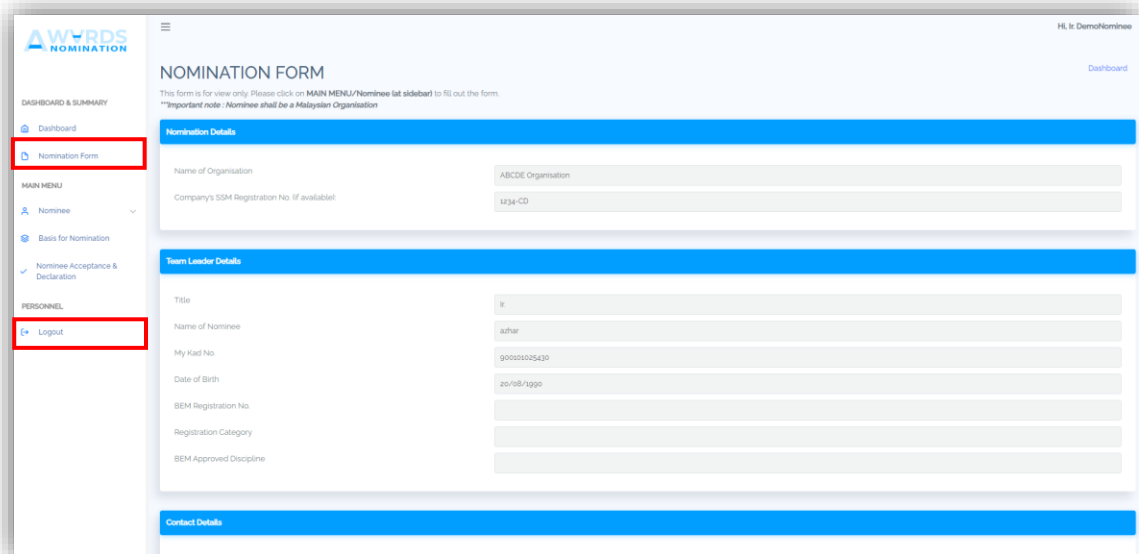 AWARDS
NOMINATION
Hi, Ir. DemoNominee
NOMINATION FORM
Dashboard
This form is for view only. Please click on MAIN MENU/Nominee (at sidebar) to fill out the form.
***Important note : Nominee shall be a Malaysian Organisation
DASHBOARD & SUMMARY
Dashboard
Nomination Form
MAIN MENU
Nominee
Basis for Nomination
Nominee Acceptance &
Declaration
PERSONNEL
Logout
Nomination Details
Name of Organisation
ABCDE Organisation
Company's SSM Registration No. (if available):
1234-CD
Team Leader Details
Title
Ir.
Name of Nominee
azhar
My Kad No.
900101025430
Date of Birth
20/08/1990
BEM Registration No.
Registration Category
BEM Approved Discipline
Contact Details